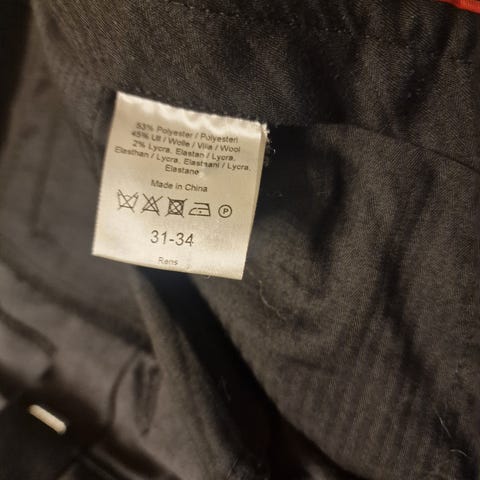 53% Polyester / Polyesteri
45% Ull / Wolle / Villa / Wool
2% Lycra, Elastan / Lycra,
Elasthan / Lycra, Elastaani / Lycra,
Elastane
Made in China
P
31-34
Rens